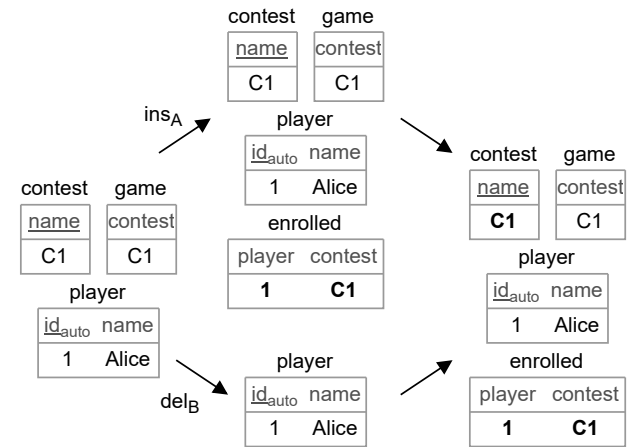 contest game
name contest
C1 C1
ins_A
player
id_auto name
1 Alice
enrolled
player contest
1 C1
contest game
name contest
C1 C1
player
id_auto name
1 Alice
del_B
player
id_auto name
1 Alice
contest game
name contest
C1 C1
player
id_auto name
1 Alice
enrolled
player contest
1 C1